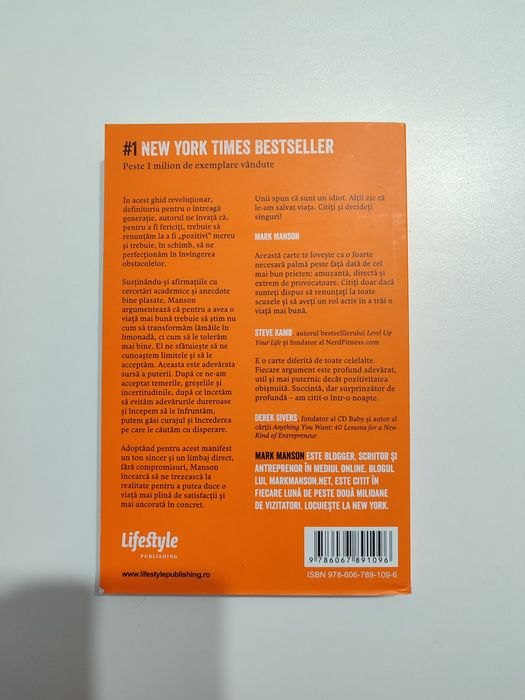 #1 NEW YORK TIMES BESTSELLER
Peste 1 milion de exemplare vândute
În acest ghid revoluționar,
definitoriu pentru o întreagă
generație, autorul ne învață că,
pentru a fi fericiți, trebuie să
renunțăm la a fi „pozitivi” mereu
și trebuie, în schimb, să ne
perfecționăm în învingerea
obstacolelor.
Susținându-și afirmațiile cu
cercetări academice și anecdote
bine plasate, Manson
argumentează că pentru a avea o
viață mai bună trebuie să știm nu
cum să transformăm lămâile în
limonadă, ci cum să le tolerăm
mai bine. El ne sfătuiește să ne
cunoaștem limitele și să le
acceptăm. Aceasta este adevărata
sursă a puterii. După ce ne-am
acceptat temerile, greșelile și
incertitudinile, după ce încetăm
să evităm adevărurile dureroase
și începem să le înfruntăm,
putem găsi curajul și încrederea
pe care le căutăm cu disperare.
Adoptând pentru acest manifest
un ton sincer și un limbaj direct,
fără compromisuri, Manson
încearcă să ne trezească la
realitate pentru a putea duce o
viață mai plină de satisfacții și
mai ancorată în concret.
Lifestyle
PUBLISHING
www.lifestylepublishing.ro
Unii spun că sunt un idiot. Alții zic că
le-am salvat viața. Citiți și decideți
singuri!
MARK MANSON
Această carte te lovește ca o foarte
necesară palmă peste față dată de cel
mai bun prieten: amuzantă, directă și
extrem de provocatoare. Citiți doar dacă
sunteți dispus să renunțați la toate
scuzele și să aveți un rol activ în a trăi o
viață mai bună.
STEVE KAMB autorul bestselllerului Level Up
Your Life și fondator al NerdFitness.com
E o carte diferită de toate celelalte.
Fiecare argument este profund adevărat,
util și mai puternic decât pozitivitatea
obișnuită. Succintă, dar surprinzător de
profundă – am citit-o într-o noapte.
DEREK SIVERS fondator al CD Baby și autor al
cărții Anything You Want: 40 Lessons for a New
Kind of Entrepreneur
MARK MANSON ESTE BLOGGER, SCRIITOR ȘI
ANTREPRENOR ÎN MEDIUL ONLINE. BLOGUL
LUI, MARKMANSON.NET, ESTE CITIT ÎN
FIECARE LUNĂ DE PESTE DOUĂ MILIOANE
DE VIZITATORI. LOCUIEȘTE LA NEW YORK.
9 786067 891096
ISBN 978-606-789-109-6